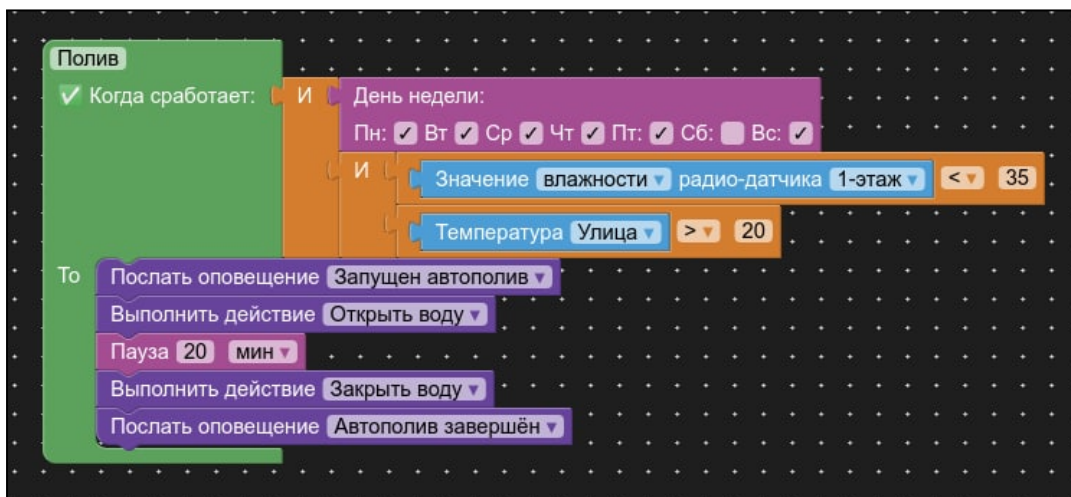 Полив
Когда сработает: И День недели:
Пн: Вт Ср Чт Пт: Сб: Вс:
И Значение влажности радио-датчика 1-этаж < 35
Температура Улица > 20
То Послать оповещение Запущен автополив
Выполнить действие Открыть воду
Пауза 20 мин
Выполнить действие Закрыть воду
Послать оповещение Автополив завершён